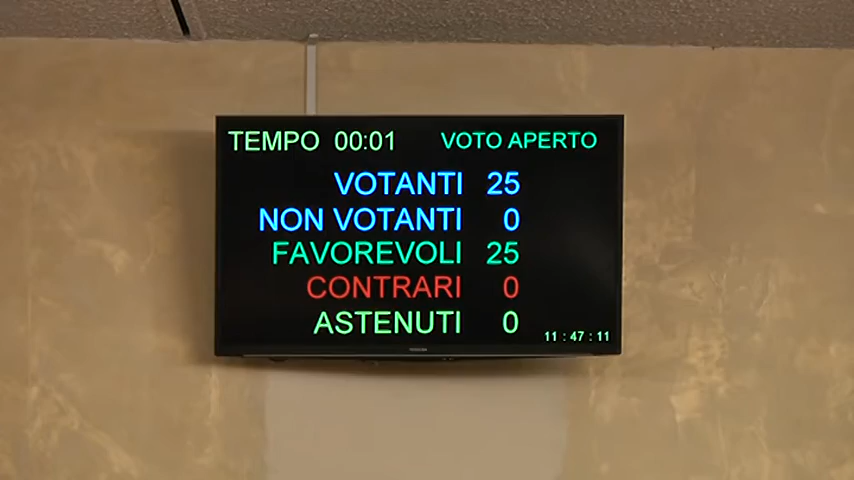 TEMPO 00:01 VOTO APERTO
VOTANTI 25
NON VOTANTI 0
FAVOREVOLI 25
CONTRARI 0
ASTENUTI 0
11 : 47 : 11